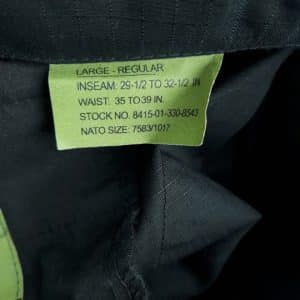 LARGE - REGULAR
INSEAM: 29-1/2 TO 32-1/2 IN
WAIST: 35 TO 39 IN.
STOCK NO. 8415-01-330-8543
NATO SIZE: 7583/1017